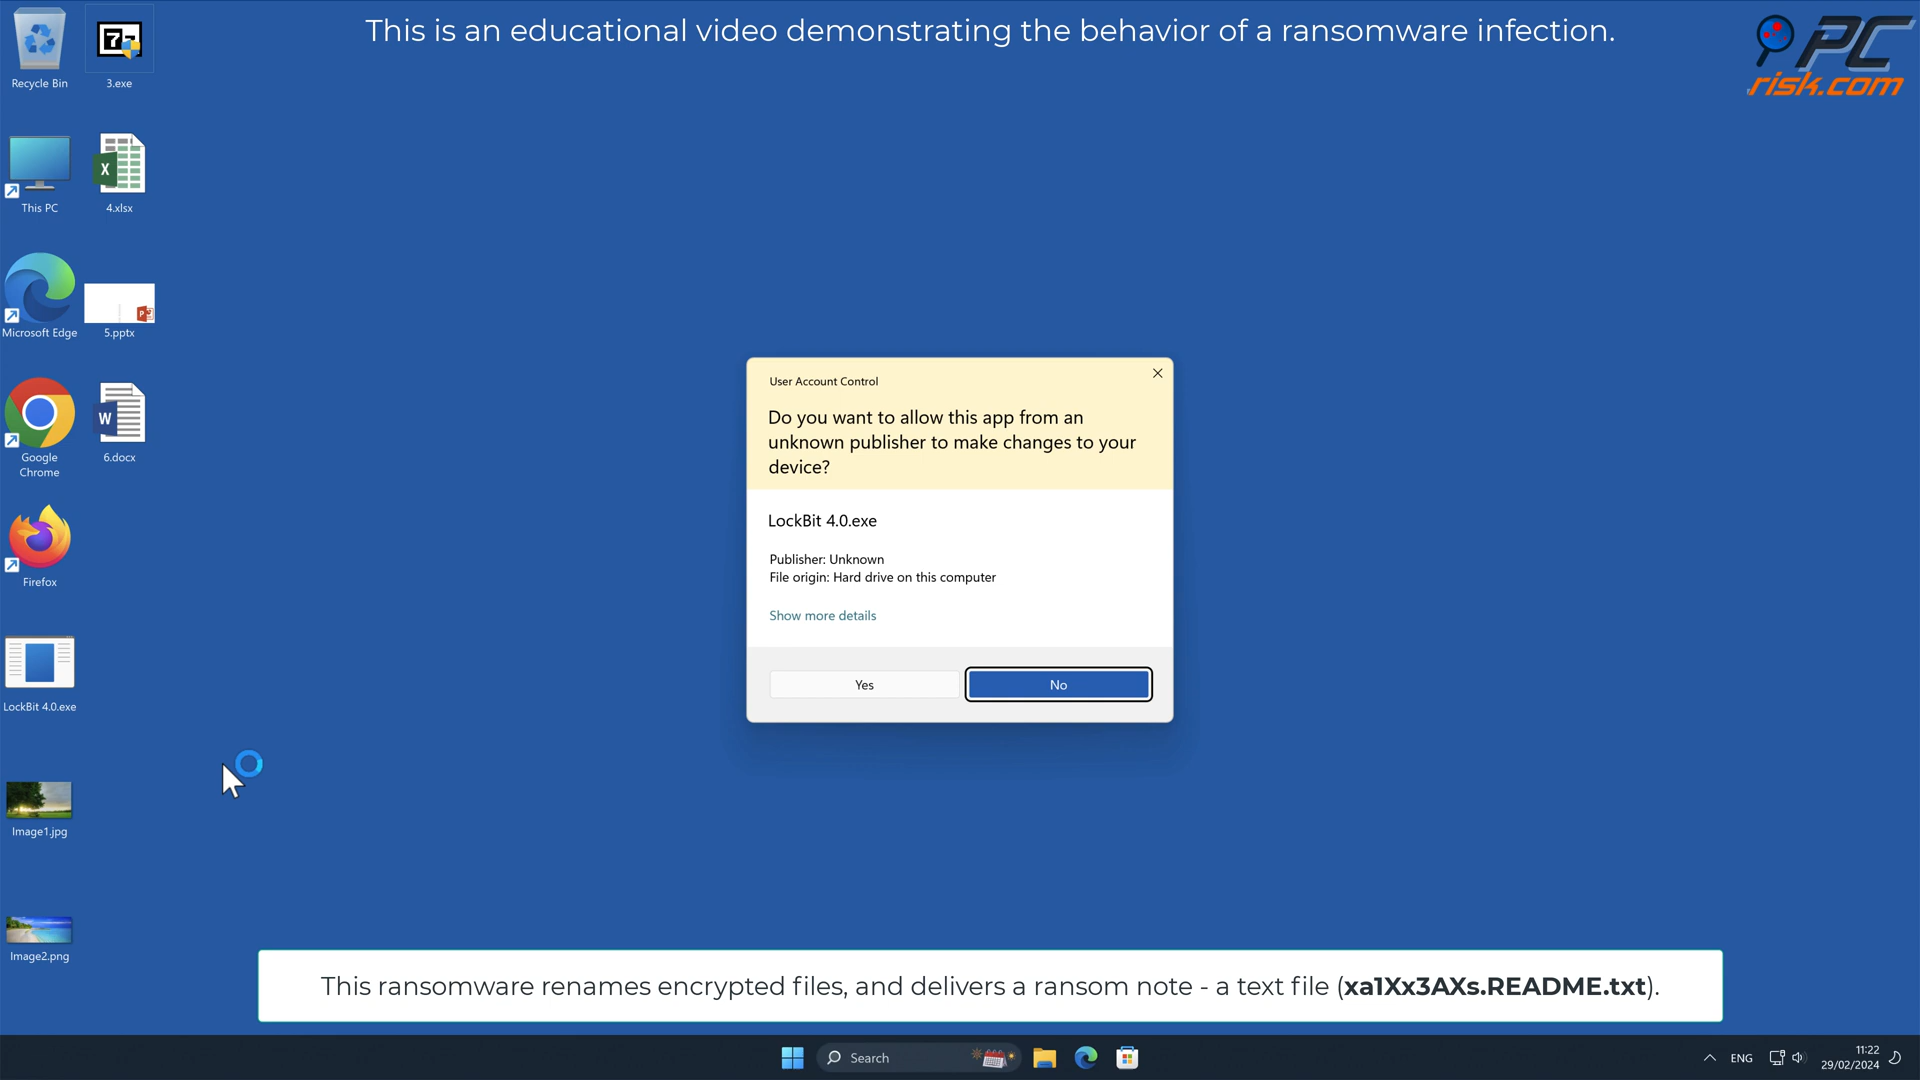 This is an educational video demonstrating the behavior of a ransomware infection.
PC
risk.com
Recycle Bin
3.exe
This PC
4.xlsx
Microsoft Edge
5.pptx
Google
Chrome
6.docx
Firefox
LockBit 4.0.exe
Image1.jpg
Image2.png
User Account Control
Do you want to allow this app from an
unknown publisher to make changes to your
device?
LockBit 4.0.exe
Publisher: Unknown
File origin: Hard drive on this computer
Show more details
Yes
No
This ransomware renames encrypted files, and delivers a ransom note - a text file (xa1Xx3AXs.README.txt).
Search
ENG
11:22
29/02/2024